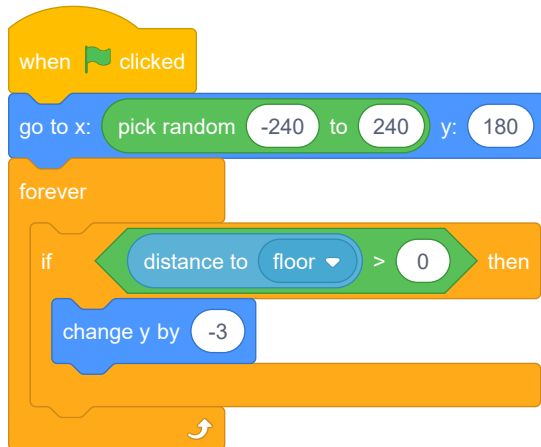 when clicked
go to x: pick random -240 to 240 y: 180
forever
if distance to floor > 0 then
change y by -3